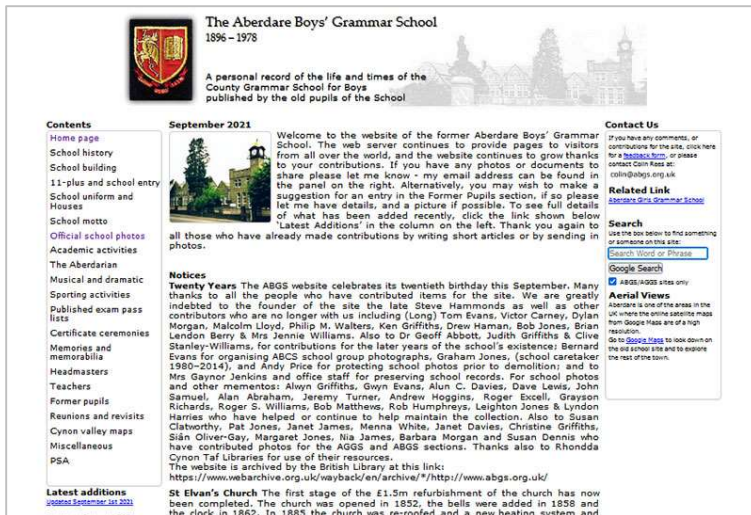 The Aberdare Boys' Grammar School
1896 – 1978
A personal record of the life and times of the
County Grammar School for Boys
published by the old pupils of the School
Contents
Home page
School history
School building
11-plus and school entry
School uniform and
Houses
School motto
Official school photos
Academic activities
The Aberdarian
Musical and dramatic
Sporting activities
Published exam pass
lists
Certificate ceremonies
Memories and
memorabilia
Headmasters
Teachers
Former pupils
Reunions and revisits
Cynon valley maps
Miscellaneous
PSA
Latest additions
Updated September 1st 2021
September 2021
Welcome to the website of the former Aberdare Boys' Grammar
School. The web server continues to provide pages to visitors
from all over the world, and the website continues to grow thanks
to your contributions. If you have any photos or documents to
share please let me know - my email address can be found in
the panel on the right. Alternatively, you may wish to make a
suggestion for an entry in the Former Pupils section, if so please
let me have details, and a picture if possible. To see full details
of what has been added recently, click the link shown below
'Latest Additions' in the column on the left. Thank you again to
all those who have already made contributions by writing short articles or by sending in
photos.
Notices
Twenty Years The ABGS website celebrates its twentieth birthday this September. Many
thanks to all the people who have contributed items for the site. We are greatly
indebted to the founder of the site the late Steve Hammonds as well as other
contributors who are no longer with us including (Long) Tom Evans, Victor Carney, Dylan
Morgan, Malcolm Lloyd, Philip M. Walters, Ken Griffiths, Drew Haman, Bob Jones, Brian
Lendon Berry & Mrs Jennie Williams. Also to Dr Geoff Abbott, Judith Griffiths & Clive
Stanley-Williams, for contributions for the later years of the school's existence; Bernard
Evans for organising ABCS school group photographs, Graham Jones, (school caretaker
1980~2014), and Andy Price for protecting school photos prior to demolition; and to
Mrs Gaynor Jenkins and office staff for preserving school records. For school photos
and other mementos: Alwyn Griffiths, Gwyn Evans, Alun C. Davies, Dave Lewis, John
Samuel, Alan Abraham, Jeremy Turner, Andrew Hoggins, Roger Excell, Grayson
Richards, Roger S. Williams, Bob Matthews, Rob Humphreys, Leighton Jones & Lyndon
Harries who have helped or continue to help maintain the collection. Also to Susan
Clatworthy, Pat Jones, Janet James, Menna White, Janet Davies, Christine Griffiths,
Siân Oliver-Gay, Margaret Jones, Nia James, Barbara Morgan and Susan Dennis who
have contributed photos for the AGGS and ABGS sections. Thanks also to Rhondda
Cynon Taf Libraries for use of their resources.
The website is archived by the British Library at this link:
https://www.webarchive.org.uk/wayback/en/archive/*/http://www.abgs.org.uk/
St Elvan's Church The first stage of the £1.5m refurbishment of the church has now
been completed. The church was opened in 1852, the bells were added in 1858 and
the clock in 1862. In 1885 the church was re-roofed and a new heating system and
Contact Us
If you have any comments, or
contributions for the site, click here
for a feedback form, or please
contact Colin Rees at:
colin@abgs.org.uk
Related Link
Aberdare Girls Grammar School
Search
Use the box below to find something
or someone on this site:
Search Word or Phrase
Google Search
ABGS/AGGS sites only
Aerial Views
Aberdare is one of the areas in the
UK where the online satellite maps
from Google Maps are of a high
resolution.
Go to Google Maps to look down on
the old school site and to explore
the rest of the town.